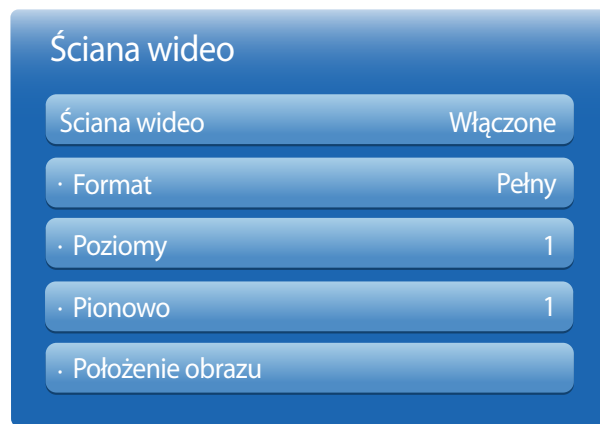 Ściana wideo
Ściana wideo Włączone
· Format Pełny
· Poziomy 1
· Pionowo 1
· Położenie obrazu